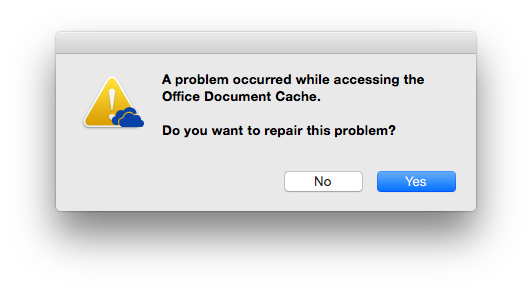 A problem occurred while accessing the
Office Document Cache.
Do you want to repair this problem?
No
Yes